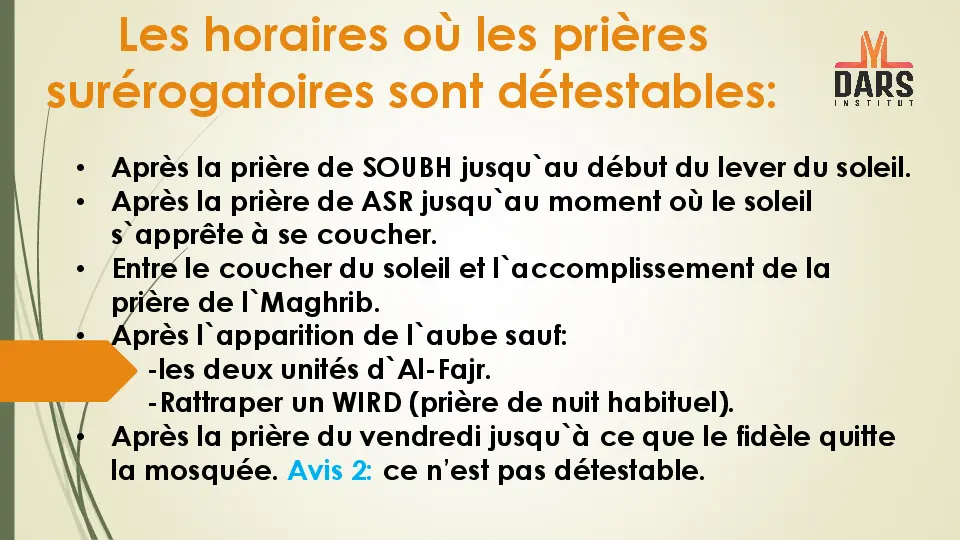 Les horaires où les prières
surérogatoires sont détestables:
M
DARS
INSTITUT
• Après la prière de SOUBH jusqu`au début du lever du soleil.
• Après la prière de ASR jusqu`au moment où le soleil
s`apprête à se coucher.
• Entre le coucher du soleil et l`accomplissement de la
prière de l`Maghrib.
• Après l`apparition de l`aube sauf:
-les deux unités d`Al-Fajr.
-Rattraper un WIRD (prière de nuit habituel).
• Après la prière du vendredi jusqu`à ce que le fidèle quitte
la mosquée. Avis 2: ce n’est pas détestable.